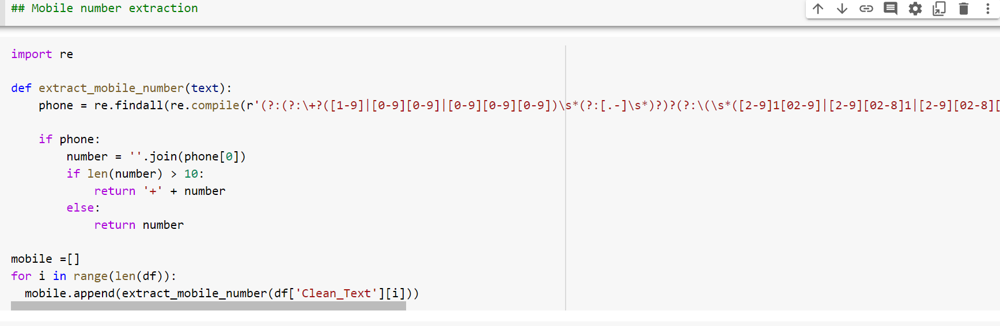 ## Mobile number extraction
import re
def extract_mobile_number(text):
phone = re.findall(re.compile(r'(?:(?:\+?([1-9]|[0-9][0-9]|[0-9][0-9][0-9])\s*(?:[.-]\s*)?)?(?:\(\s*([2-9]1[02-9]|[2-9][02-8]1|[2-9][02-8][
if phone:
number = ''.join(phone[0])
if len(number) > 10:
return '+' + number
else:
return number
mobile =[]
for i in range(len(df)):
mobile.append(extract_mobile_number(df['Clean_Text'][i]))